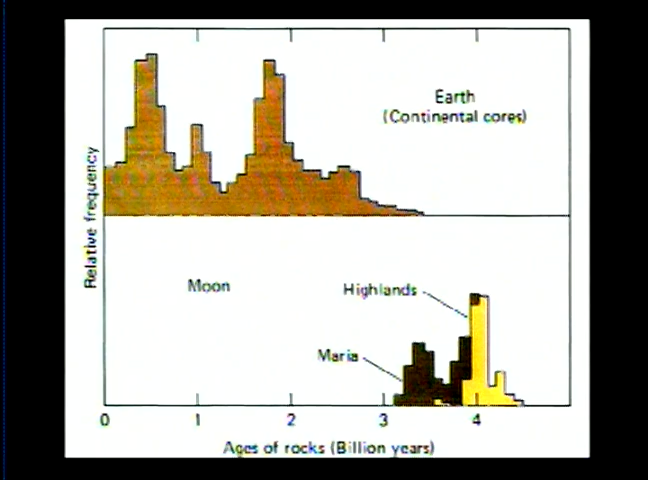 Earth
(Continental cores)
Relative frequency
Moon
Highlands
Maria
0 1 2 3 4
Ages of rocks (Billion years)